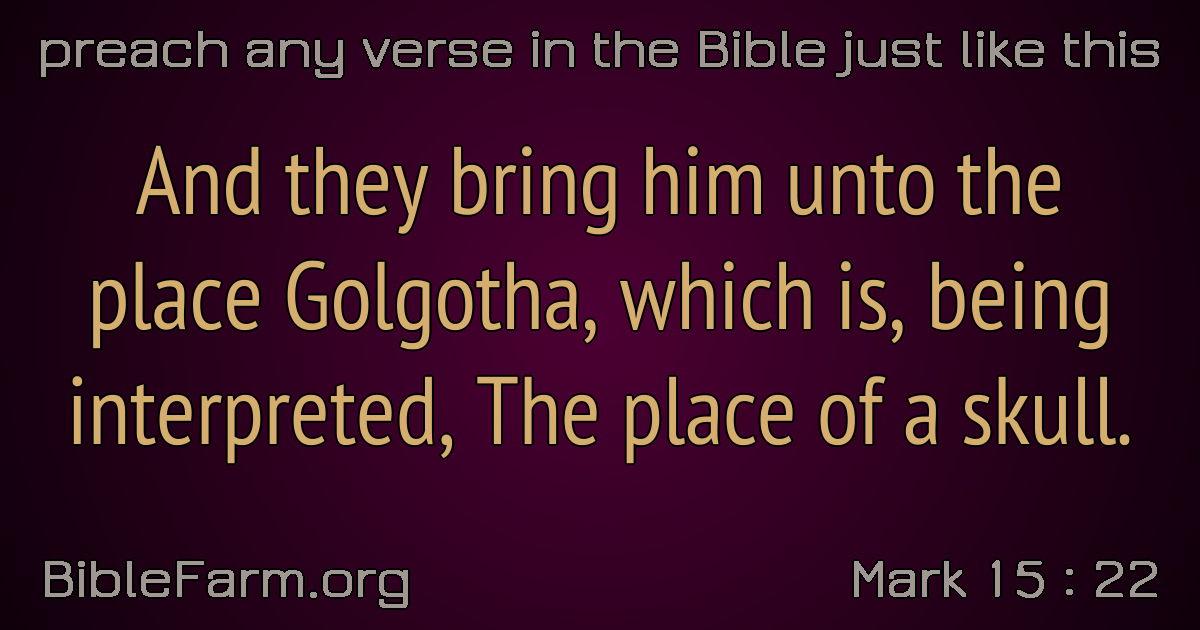 preach any verse in the Bible just like this
And they bring him unto the
place Golgotha, which is, being
interpreted, The place of a skull.
BibleFarm.org
Mark 15 : 22